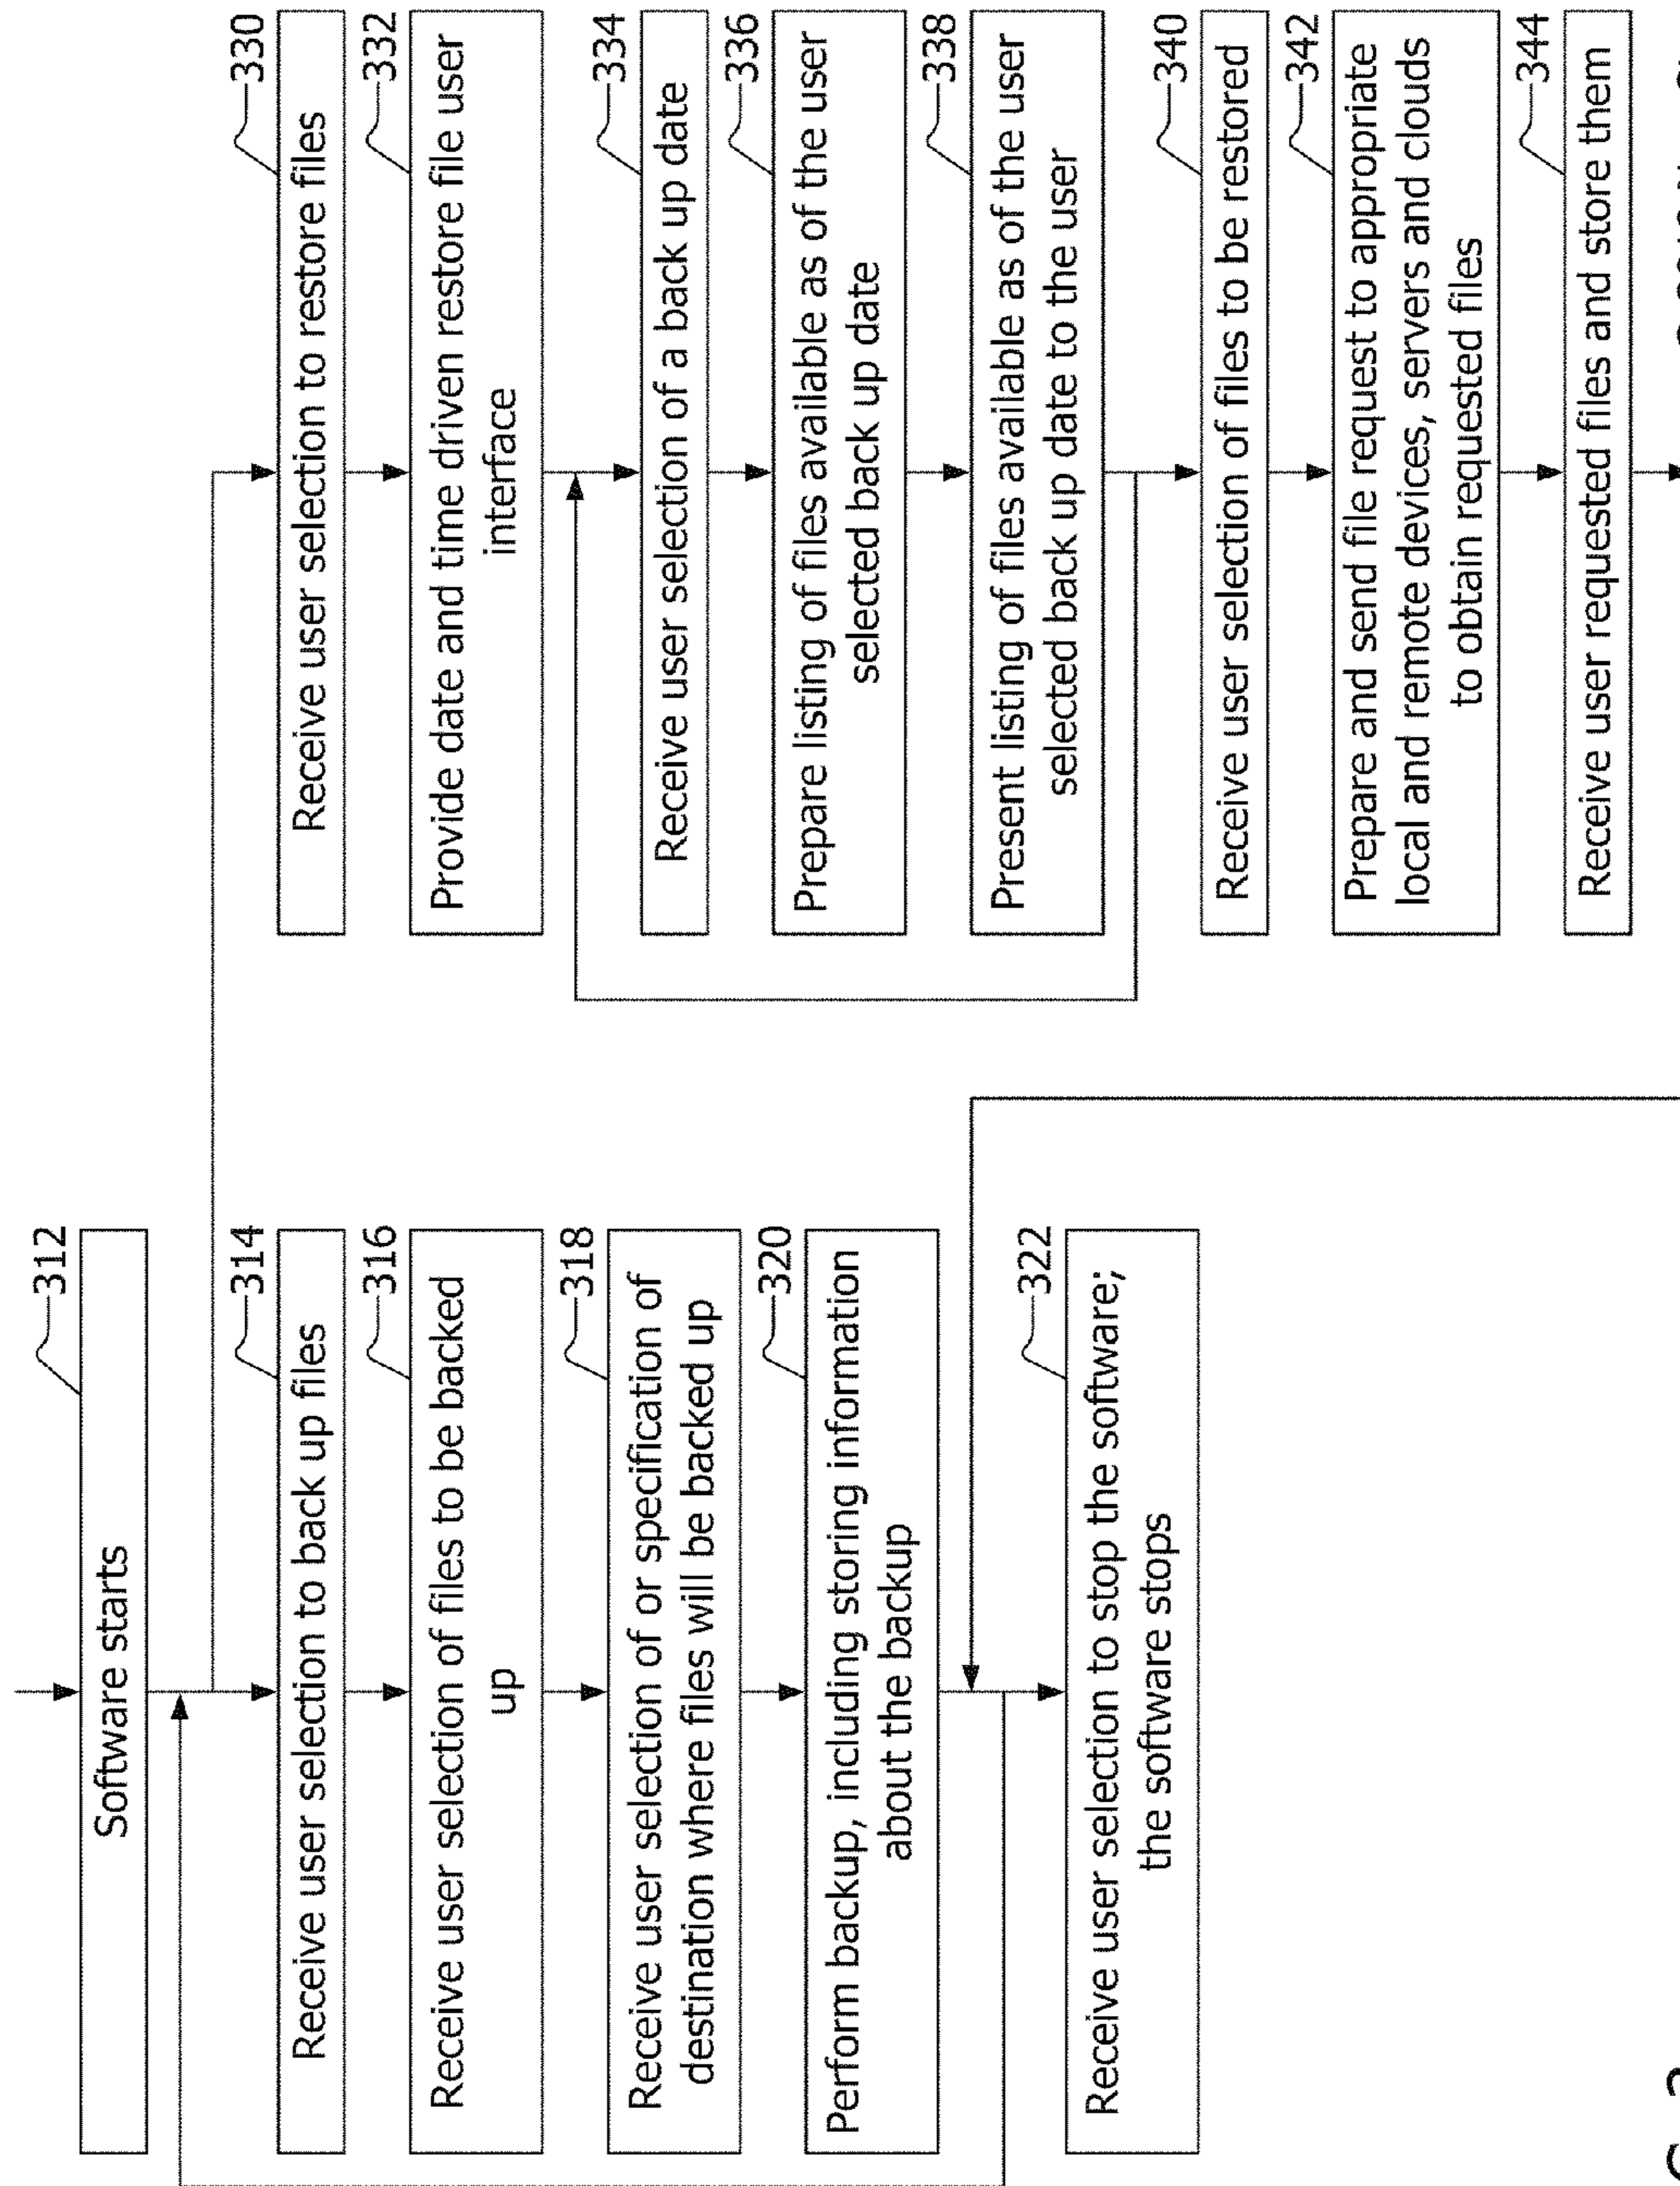 312
Software starts
314
Receive user selection to back up files
316
Receive user selection of files to be backed
up
318
Receive user selection of or specification of
destination where files will be backed up
320
Perform backup, including storing information
about the backup
322
Receive user selection to stop the software;
the software stops
330
Receive user selection to restore files
332
Provide date and time driven restore file user
interface
334
Receive user selection of a back up date
336
Prepare listing of files available as of the user
selected back up date
338
Present listing of files available as of the user
selected back up date to the user
340
Receive user selection of files to be restored
342
Prepare and send file request to appropriate
local and remote devices, servers and clouds
to obtain requested files
344
Receive user requested files and store them